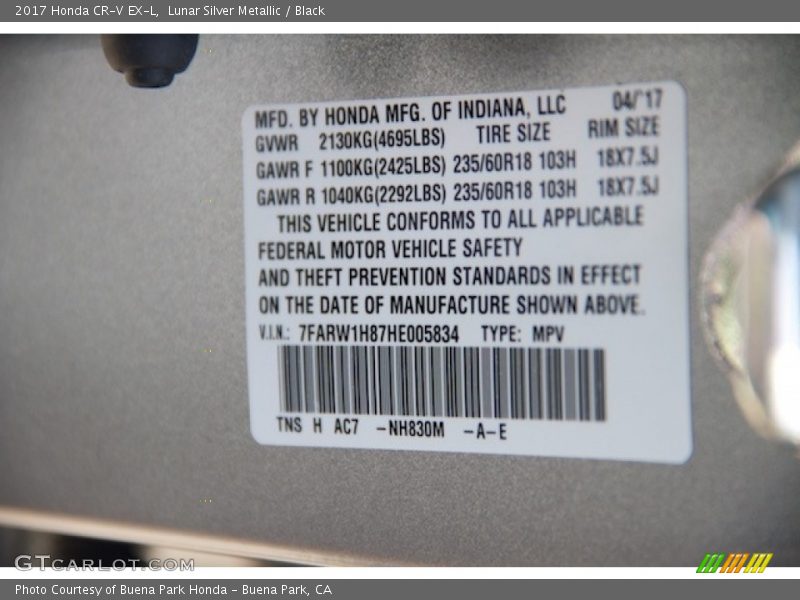 2017 Honda CR-V EX-L, Lunar Silver Metallic / Black
MFD. BY HONDA MFG. OF INDIANA, LLC 04/'17
GVWR 2130KG(4695LBS) TIRE SIZE RIM SIZE
GAWR F 1100KG(2425LBS) 235/60R18 103H 18X7.5J
GAWR R 1040KG(2292LBS) 235/60R18 103H 18X7.5J
THIS VEHICLE CONFORMS TO ALL APPLICABLE
FEDERAL MOTOR VEHICLE SAFETY
AND THEFT PREVENTION STANDARDS IN EFFECT
ON THE DATE OF MANUFACTURE SHOWN ABOVE.
V.I.N.: 7FARW1H87HE005834 TYPE: MPV
TNS H AC7 -NH830M -A-E
GTCARLOT.COM
Photo Courtesy of Buena Park Honda - Buena Park, CA